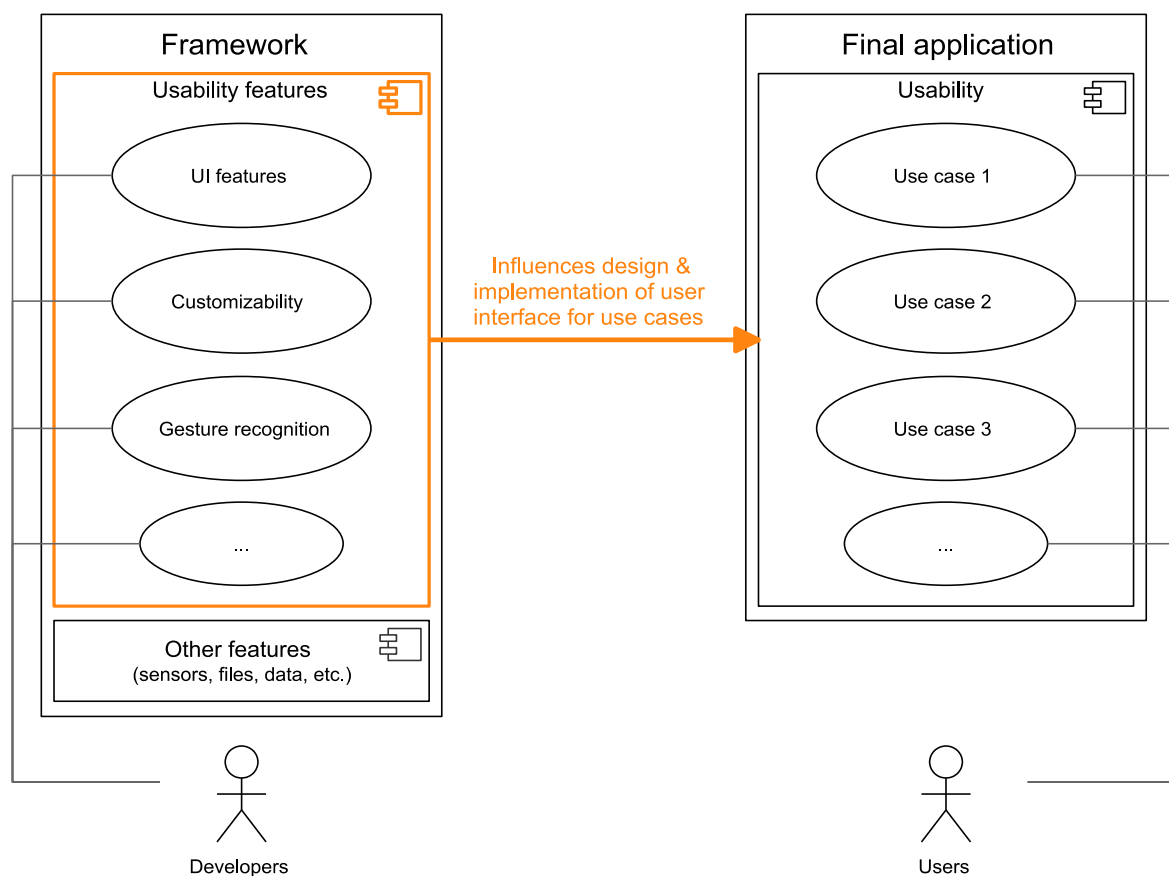 Framework
Usability features
UI features
Customizability
Gesture recognition
...
Other features
(sensors, files, data, etc.)
Developers
Influences design &
implementation of user
interface for use cases
Final application
Usability
Use case 1
Use case 2
Use case 3
...
Users